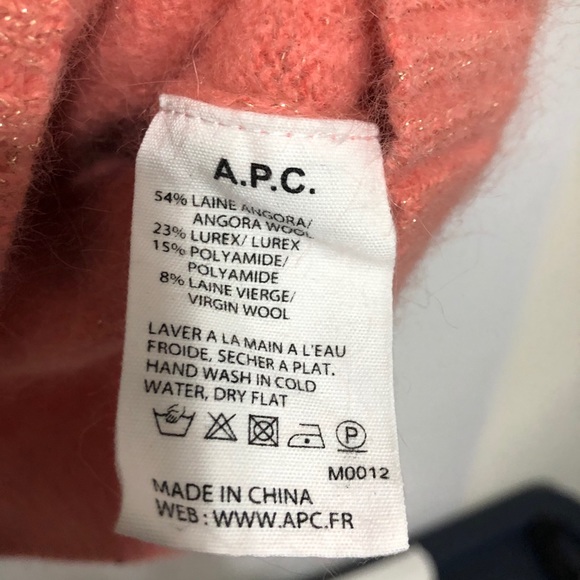 A.P.C.
54% LAINE ANGORA/
ANGORA WOOL
23% LUREX/ LUREX
15% POLYAMIDE/
POLYAMIDE
8% LAINE VIERGE/
VIRGIN WOOL
LAVER A LA MAIN A L'EAU
FROIDE, SECHER A PLAT.
HAND WASH IN COLD
WATER, DRY FLAT
P
M0012
MADE IN CHINA
WEB : WWW.APC.FR